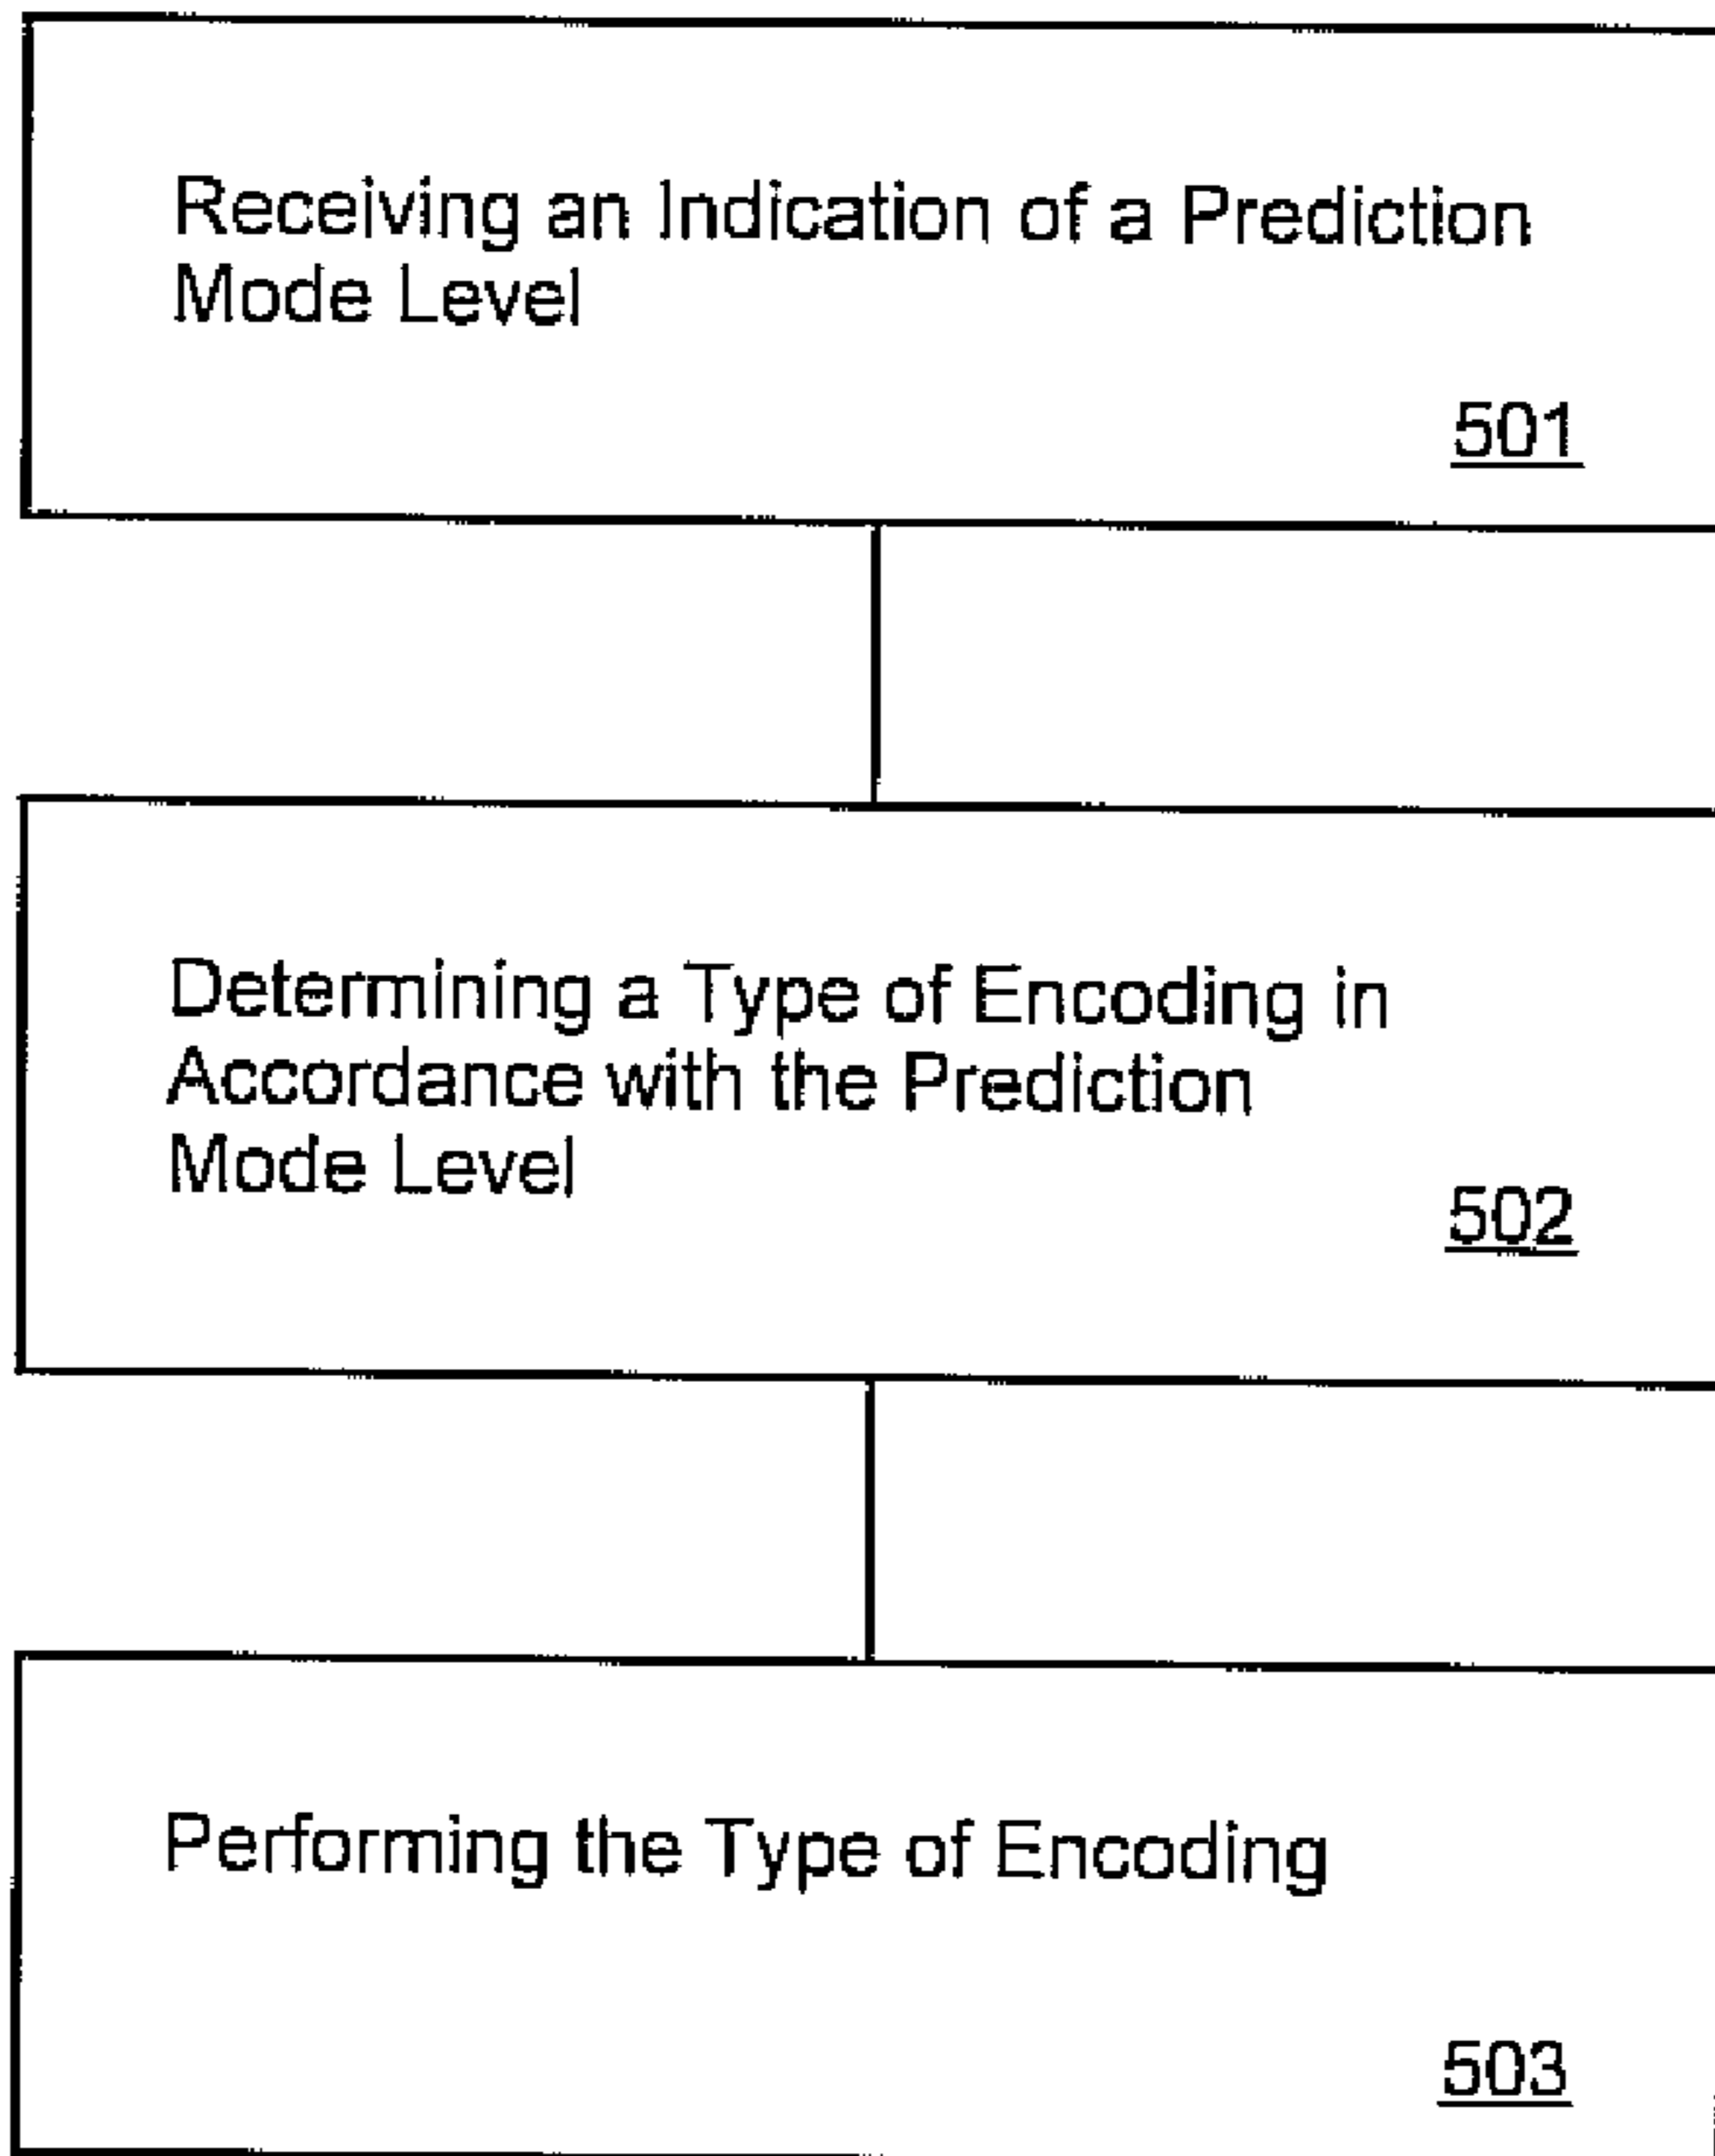 Receiving an Indication of a Prediction
Mode Level
501
Determining a Type of Encoding in
Accordance with the Prediction
Mode Level
502
Performing the Type of Encoding
503